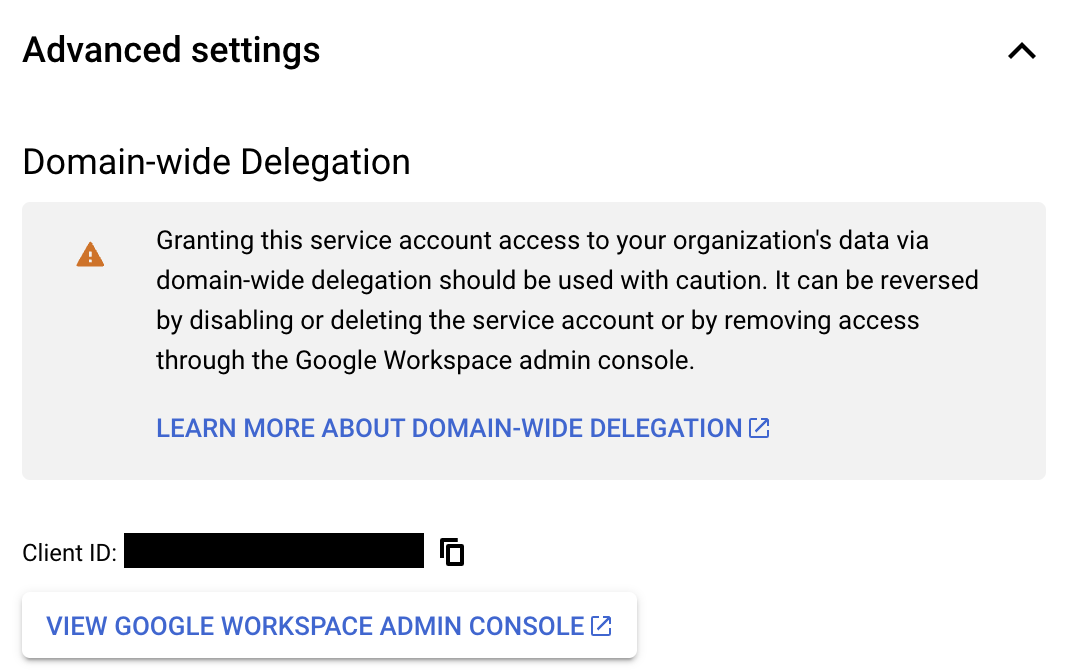 Advanced settings
Domain-wide Delegation
Granting this service account access to your organization's data via
domain-wide delegation should be used with caution. It can be reversed
by disabling or deleting the service account or by removing access
through the Google Workspace admin console.
LEARN MORE ABOUT DOMAIN-WIDE DELEGATION
Client ID:
VIEW GOOGLE WORKSPACE ADMIN CONSOLE